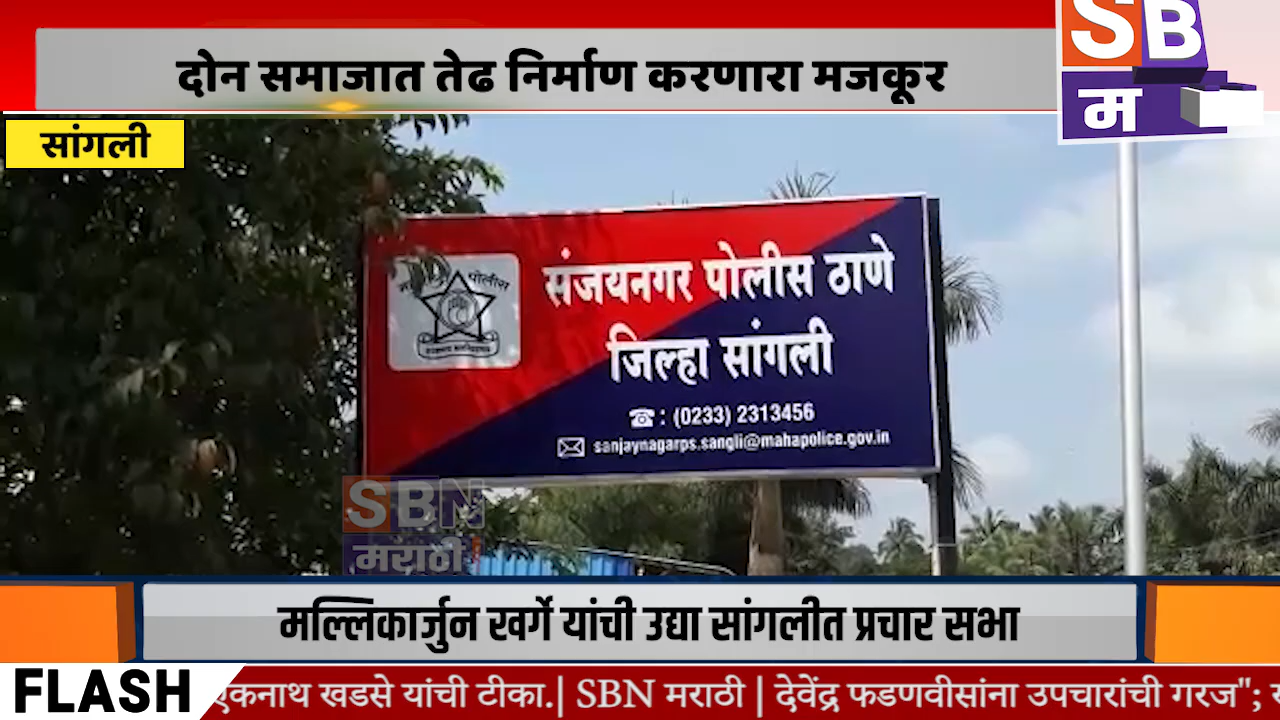 दोन समाजात तेढ निर्माण करणारा मजकूर
SB
म
सांगली
पोलीस
संजयनगर पोलीस ठाणे
जिल्हा सांगली
☎ : (0233) 2313456
sanjaynagarps.sangli@mahapolice.gov.in
SBN
मराठी
मल्लिकार्जुन खर्गे यांची उद्या सांगलीत प्रचार सभा
FLASH
एकनाथ खडसे यांची टीका.| SBN मराठी | देवेंद्र फडणवीसांना उपचारांची गरज";